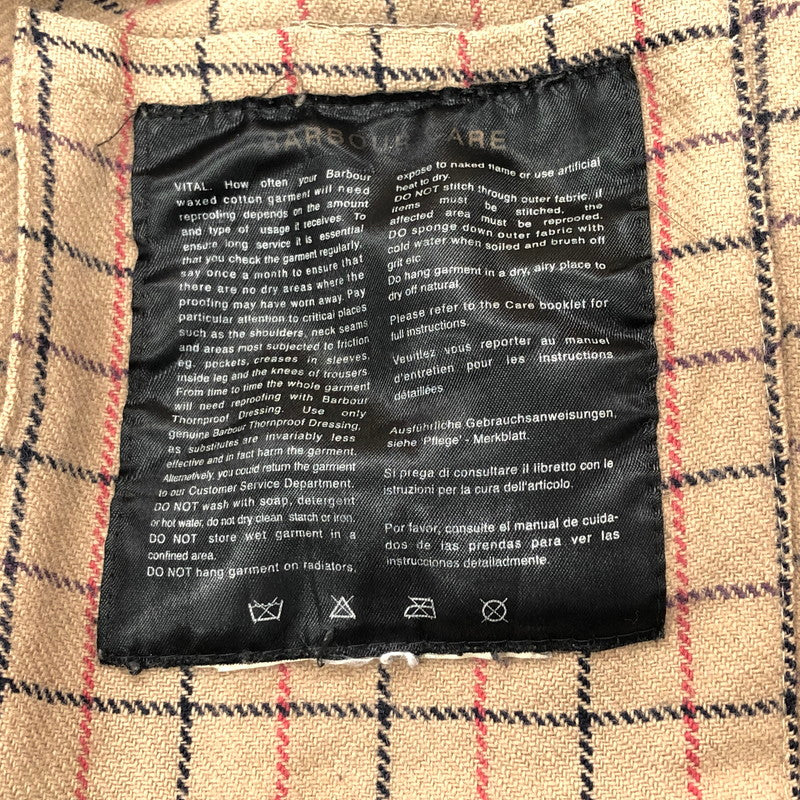 BARBOUR CARE
VITAL. How often your Barbour
waxed cotton garment will need
reproofing depends on the amount
and type of usage it receives. To
ensure long service it is essential
that you check the garment regularly,
say once a month to ensure that
there are no dry areas where the
proofing may have worn away. Pay
particular attention to critical places
such as the shoulders, neck seams
and areas most subjected to friction
eg. pockets, creases in sleeves,
inside leg and the knees of trousers
From time to time the whole garment
will need reproofing with Barbour
Thornproof Dressing. Use only
genuine Barbour Thornproof Dressing,
as substitutes are invariably less
effective and in fact harm the garment.
Alternatively, you could return the garment
to our Customer Service Department.
DO NOT wash with soap, detergent
or hot water, do not dry clean starch or iron.
DO NOT store wet garment in a
confined area.
DO NOT hang garment on radiators,
expose to naked flame or use artificial
heat to dry.
DO NOT stitch through outer fabric, if
items must be stitched, the
affected area must be reproofed.
DO sponge down outer fabric with
cold water when soiled and brush off
grit etc
Do hang garment in a dry, airy place to
dry off natural.
Please refer to the Care booklet for
full instructions.
Veuillez vous reporter au manuel
d'entretien pour les instructions
détaillées
Ausführliche Gebrauchsanweisungen,
siehe 'Pflege' - Merkblatt.
Si prega di consultare il libretto con le
istruzioni per la cura dell'articolo.
Por favor, consulte el manual de cuida-
dos de las prendas para ver las
instrucciones detailadmente.